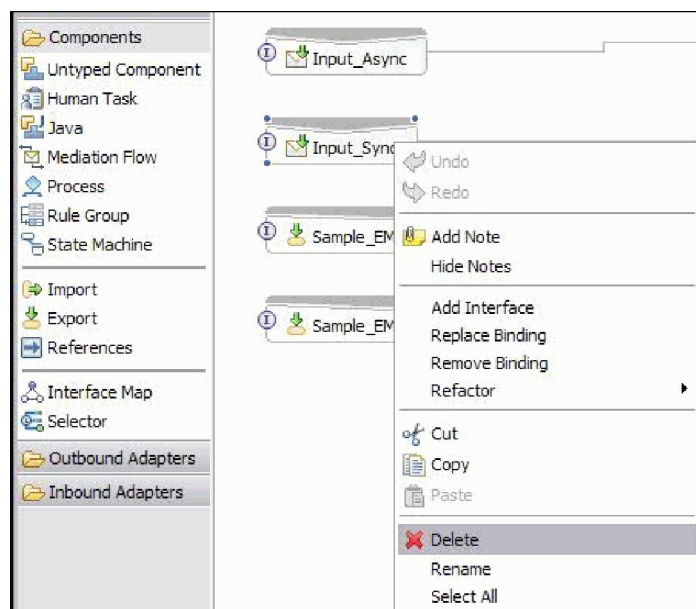 Components
Untyped Component
Human Task
Java
Mediation Flow
Process
Rule Group
State Machine
Import
Export
References
Interface Map
Selector
Outbound Adapters
Inbound Adapters
I Input_Async
I Input_Sync
I Sample_EM
I Sample_EM
Undo
Redo
Add Note
Hide Notes
Add Interface
Replace Binding
Remove Binding
Refactor
Cut
Copy
Paste
Delete
Rename
Select All